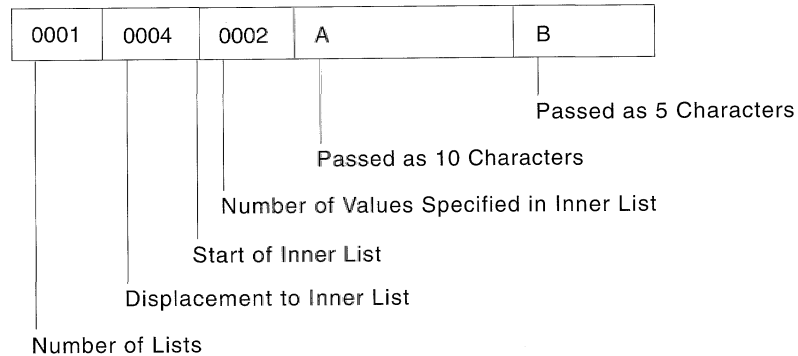 0001 0004 0002 A B
Passed as 5 Characters
Passed as 10 Characters
Number of Values Specified in Inner List
Start of Inner List
Displacement to Inner List
Number of Lists